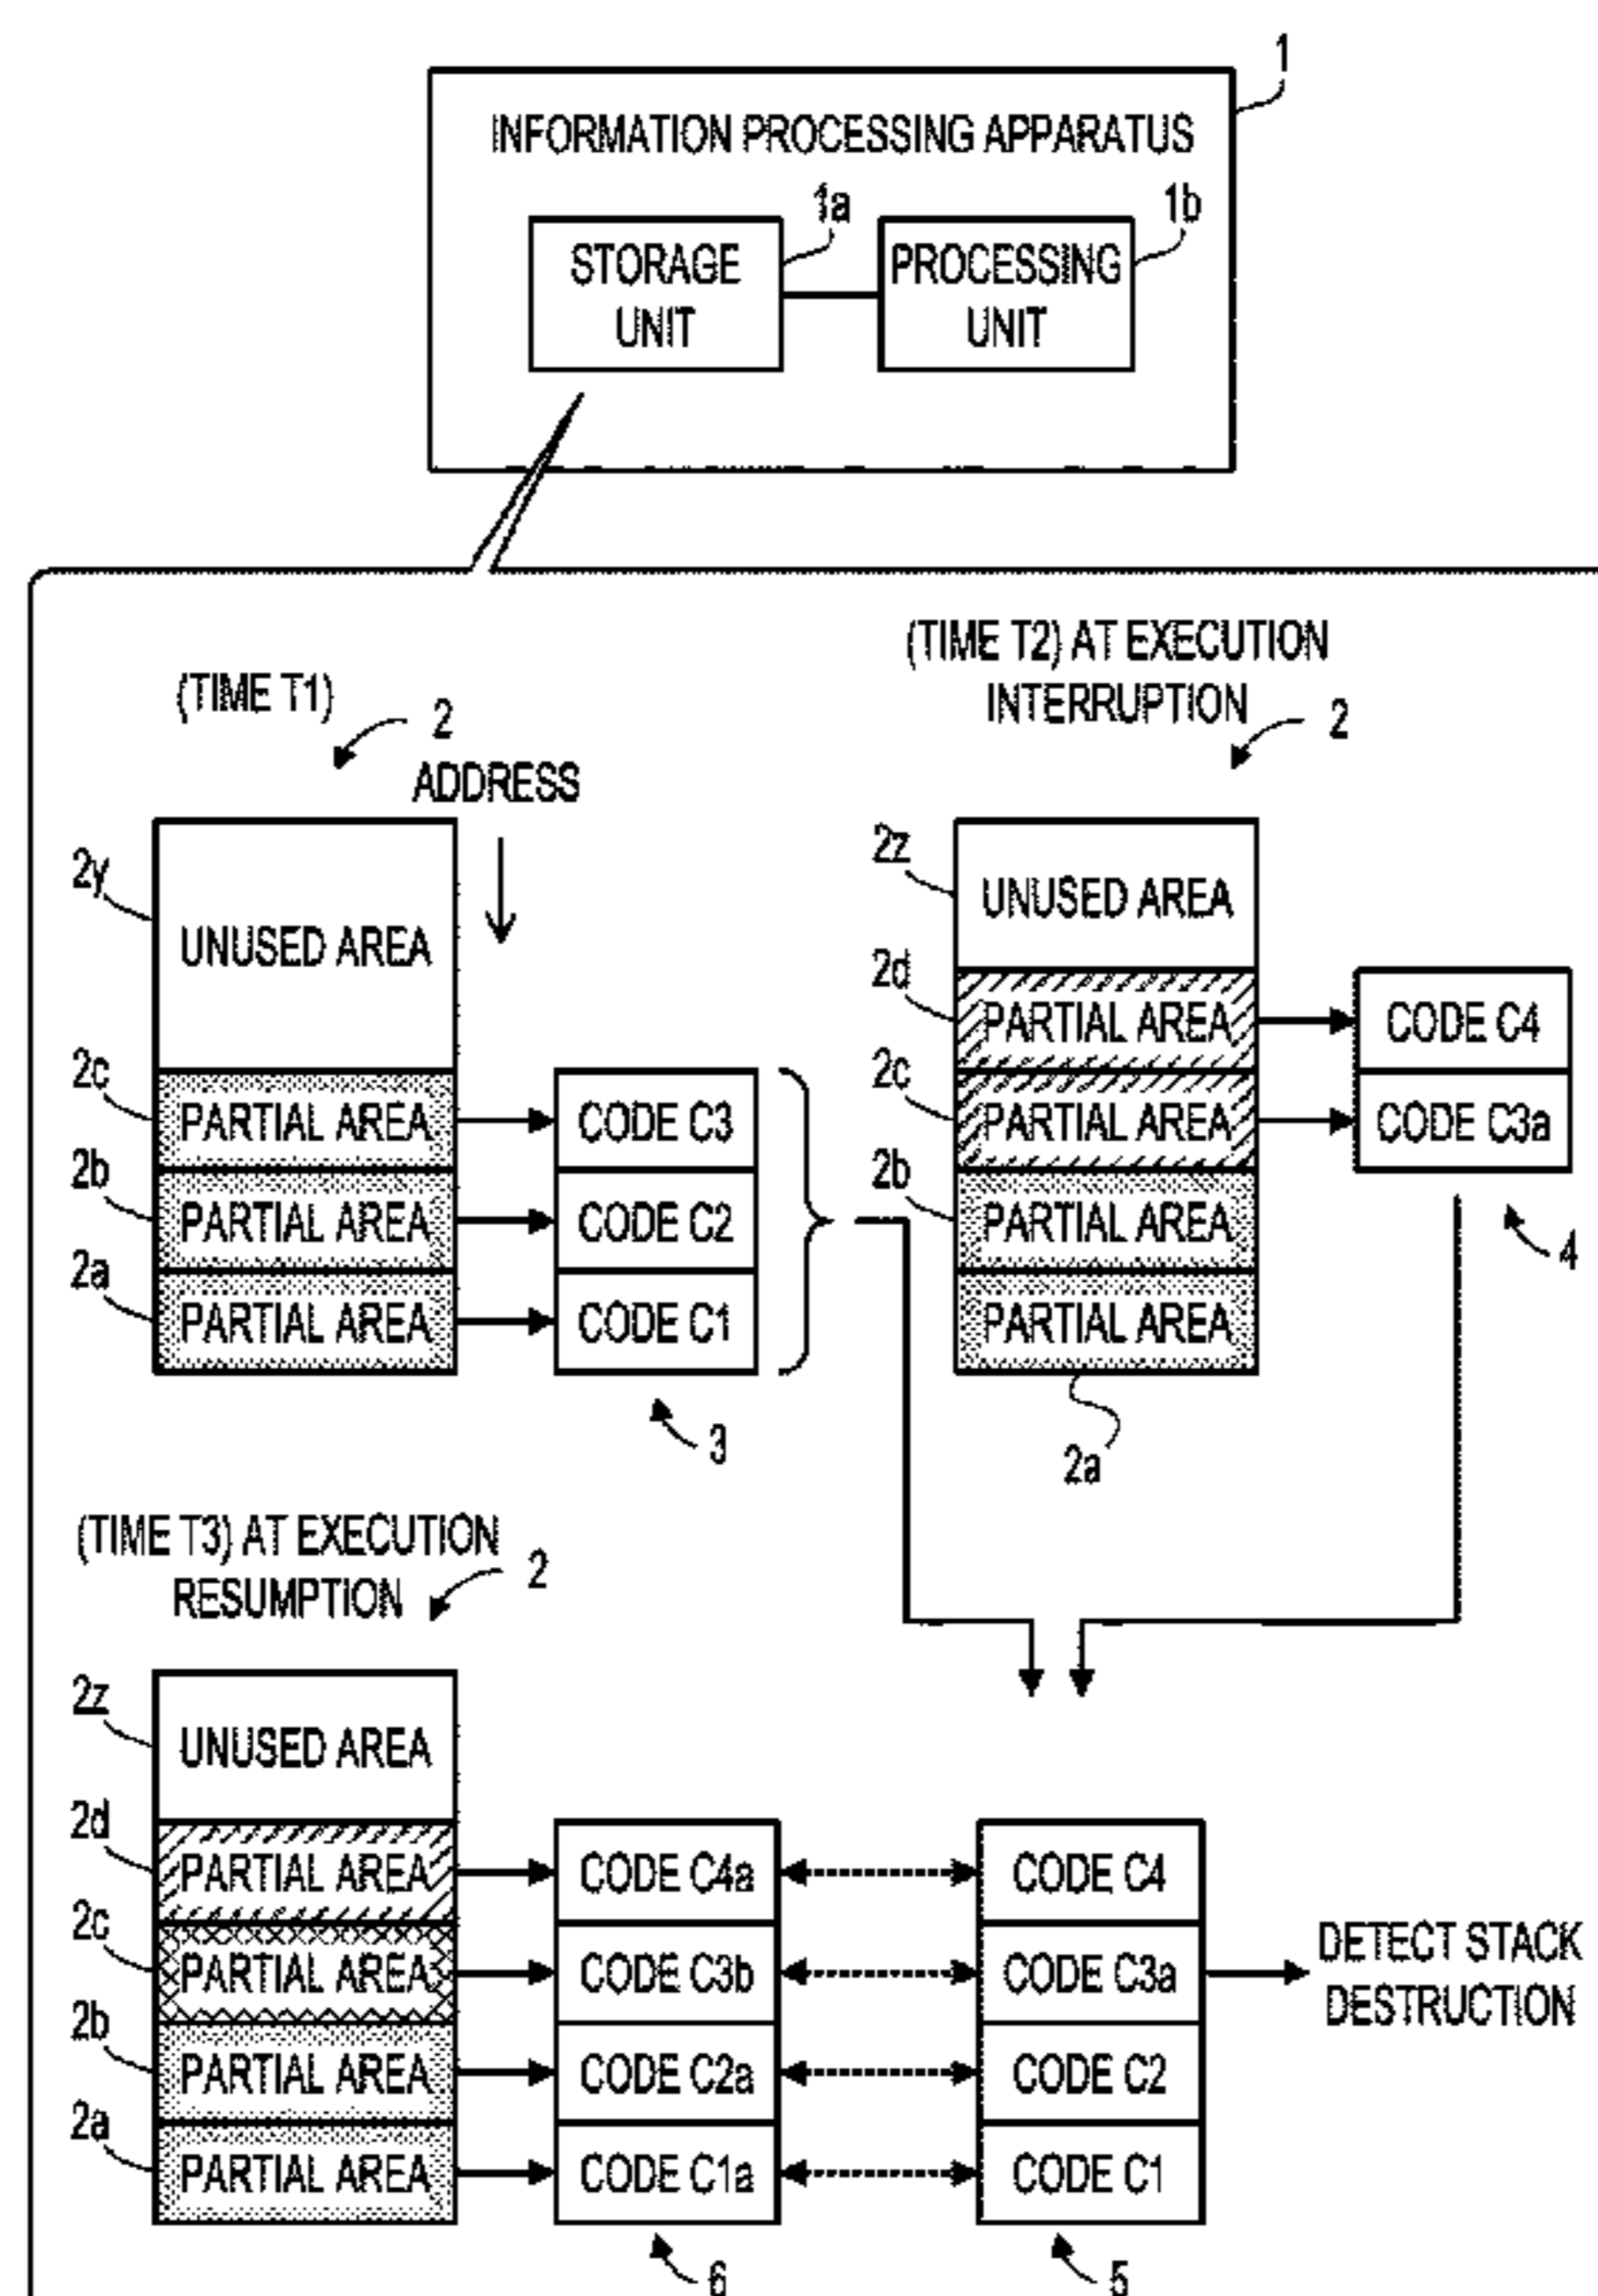 1
INFORMATION PROCESSING APPARATUS
1a
1b
STORAGE
UNIT
PROCESSING
UNIT
(TIME T1)
2
ADDRESS
2y
UNUSED AREA
2c
PARTIAL AREA
CODE C3
2b
PARTIAL AREA
CODE C2
2a
PARTIAL AREA
CODE C1
3
(TIME T2) AT EXECUTION
INTERRUPTION
2
2z
UNUSED AREA
2d
PARTIAL AREA
CODE C4
2c
PARTIAL AREA
CODE C3a
2b
PARTIAL AREA
4
PARTIAL AREA
2a
(TIME T3) AT EXECUTION
RESUMPTION
2
2z
UNUSED AREA
2d
PARTIAL AREA
CODE C4a
CODE C4
2c
PARTIAL AREA
CODE C3b
CODE C3a
DETECT STACK
DESTRUCTION
2b
PARTIAL AREA
CODE C2a
CODE C2
2a
PARTIAL AREA
CODE C1a
CODE C1
6
5